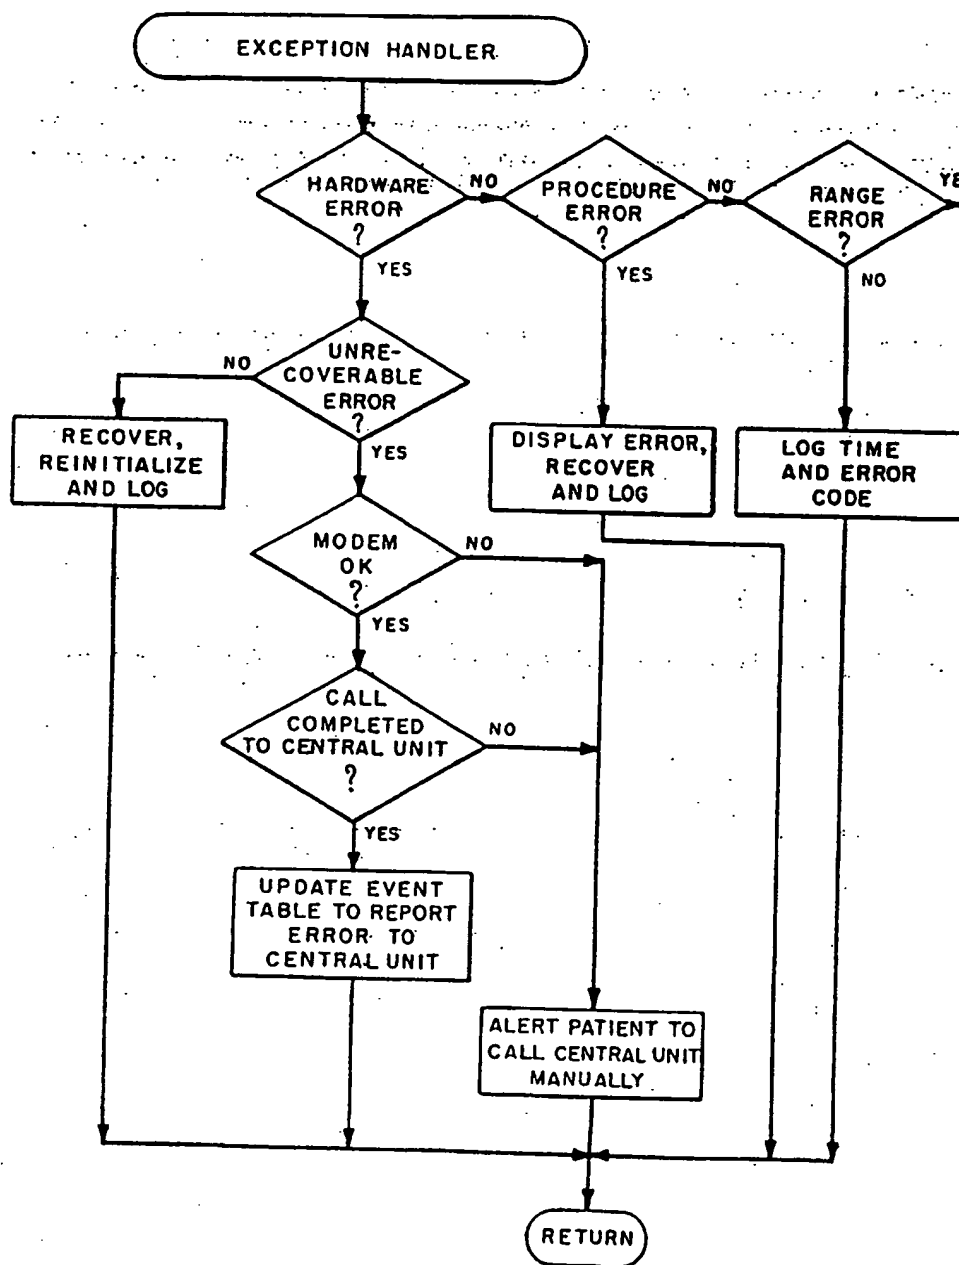 EXCEPTION HANDLER
HARDWARE
ERROR
?
NO
PROCEDURE
ERROR
?
NO
RANGE
ERROR
?
YE
YES
YES
NO
UNRE-
COVERABLE
ERROR
?
NO
YES
RECOVER,
REINITIALIZE
AND LOG
DISPLAY ERROR,
RECOVER
AND LOG
LOG TIME
AND ERROR
CODE
MODEM
OK
?
NO
YES
CALL
COMPLETED
TO CENTRAL UNIT
?
NO
YES
UPDATE EVENT
TABLE TO REPORT
ERROR TO
CENTRAL UNIT
ALERT PATIENT TO
CALL CENTRAL UNIT
MANUALLY
RETURN